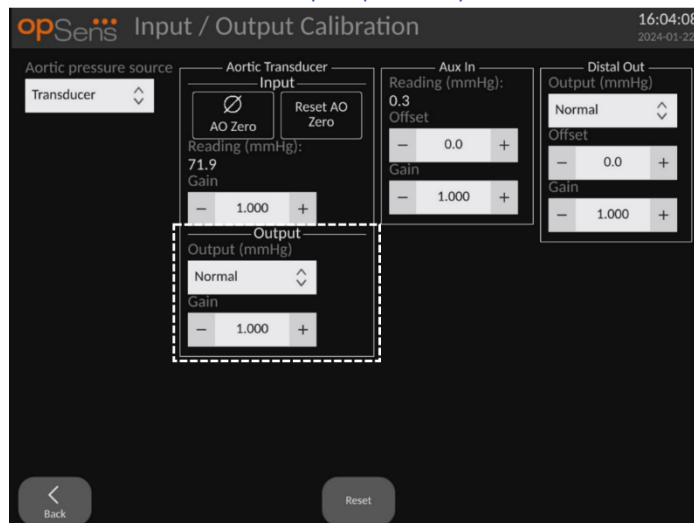 opSens Input / Output Calibration
16:04:08
2024-01-22
Aortic pressure source
Transducer
Aortic Transducer
Input
AO Zero
Reset AO
Zero
Reading (mmHg):
71.9
Gain
− 1.000 +
Output
Output (mmHg)
Normal
Gain
− 1.000 +
Aux In
Reading (mmHg):
0.3
Offset
− 0.0 +
Gain
− 1.000 +
Distal Out
Output (mmHg)
Normal
Offset
− 0.0 +
Gain
− 1.000 +
Back
Reset